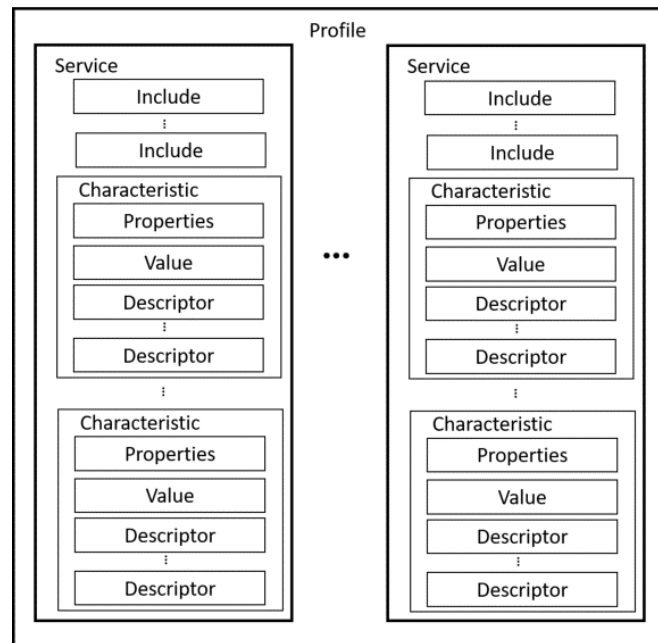 Profile
Service
Include
⋮
Include
Characteristic
Properties
Value
Descriptor
⋮
Descriptor
⋮
Characteristic
Properties
Value
Descriptor
⋮
Descriptor
•••
Service
Include
⋮
Include
Characteristic
Properties
Value
Descriptor
⋮
Descriptor
⋮
Characteristic
Properties
Value
Descriptor
⋮
Descriptor